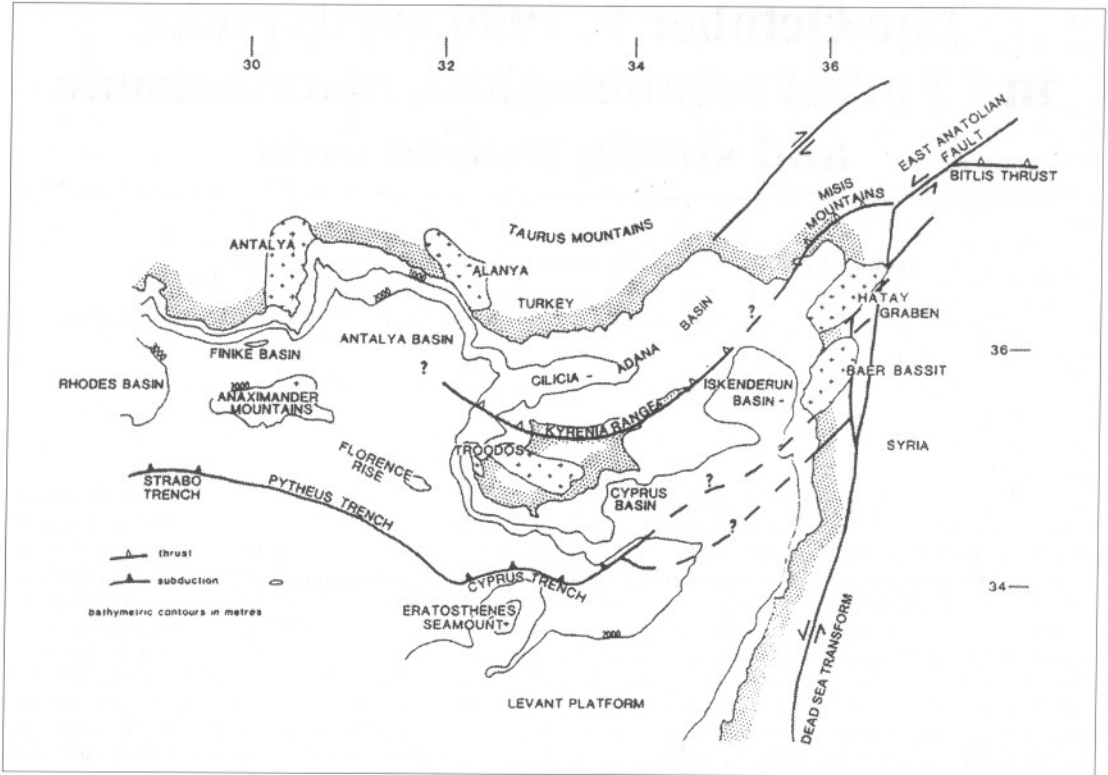 30 32 34 36
EAST ANATOLIAN
FAULT
BITLIS THRUST
MISIS
MOUNTAINS
TAURUS MOUNTAINS
ANTALYA
ALANYA
1000
2000
TURKEY
HATAY
GRABEN
BASIN
?
ANTALYA BASIN
?
FINIKE BASIN
3000
36
ADANA
CILICIA -
BAER BASSIT
RHODES BASIN
2000
ANAXIMANDER
MOUNTAINS
ISKENDERUN
BASIN -
KYRENIA RANGE
TROODOS
SYRIA
FLORENCE
RISE
STRABO
TRENCH
PYTHEUS TRENCH
CYPRUS
BASIN
?
?
thrust
subduction
bathymetric contours in metres
CYPRUS TRENCH
34
ERATOSTHENES
SEAMOUNT
2000
DEAD SEA TRANSFORM
LEVANT PLATFORM